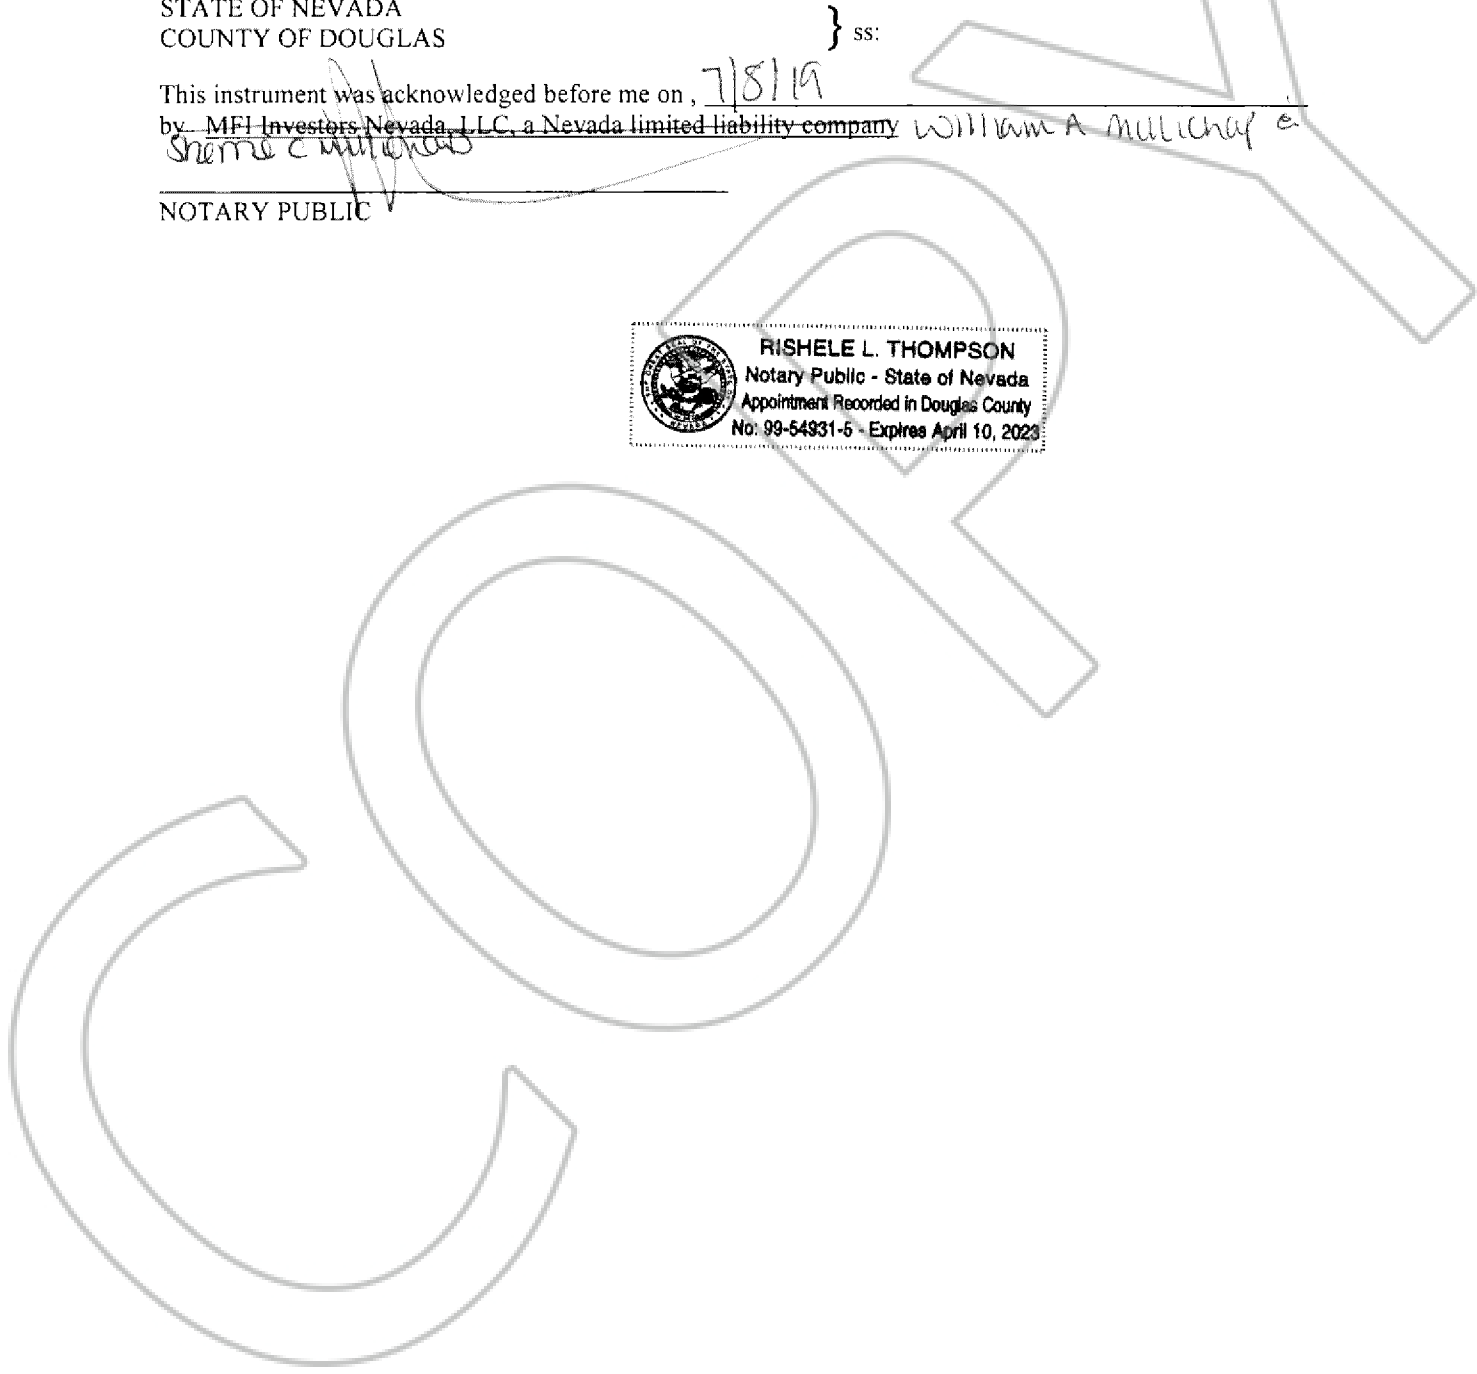 STATE OF NEVADA
COUNTY OF DOUGLAS } ss:
This instrument was acknowledged before me on , 7/8/19
by MFI Investors Nevada, LLC, a Nevada limited liability company William A
C
NOTARY PUBLIC
RISHELE L. THOMPSON
Notary Public - State of Nevada
Appointment Recorded in Douglas County
No: 99-54931-5 - Expires April 10, 2023
COPY